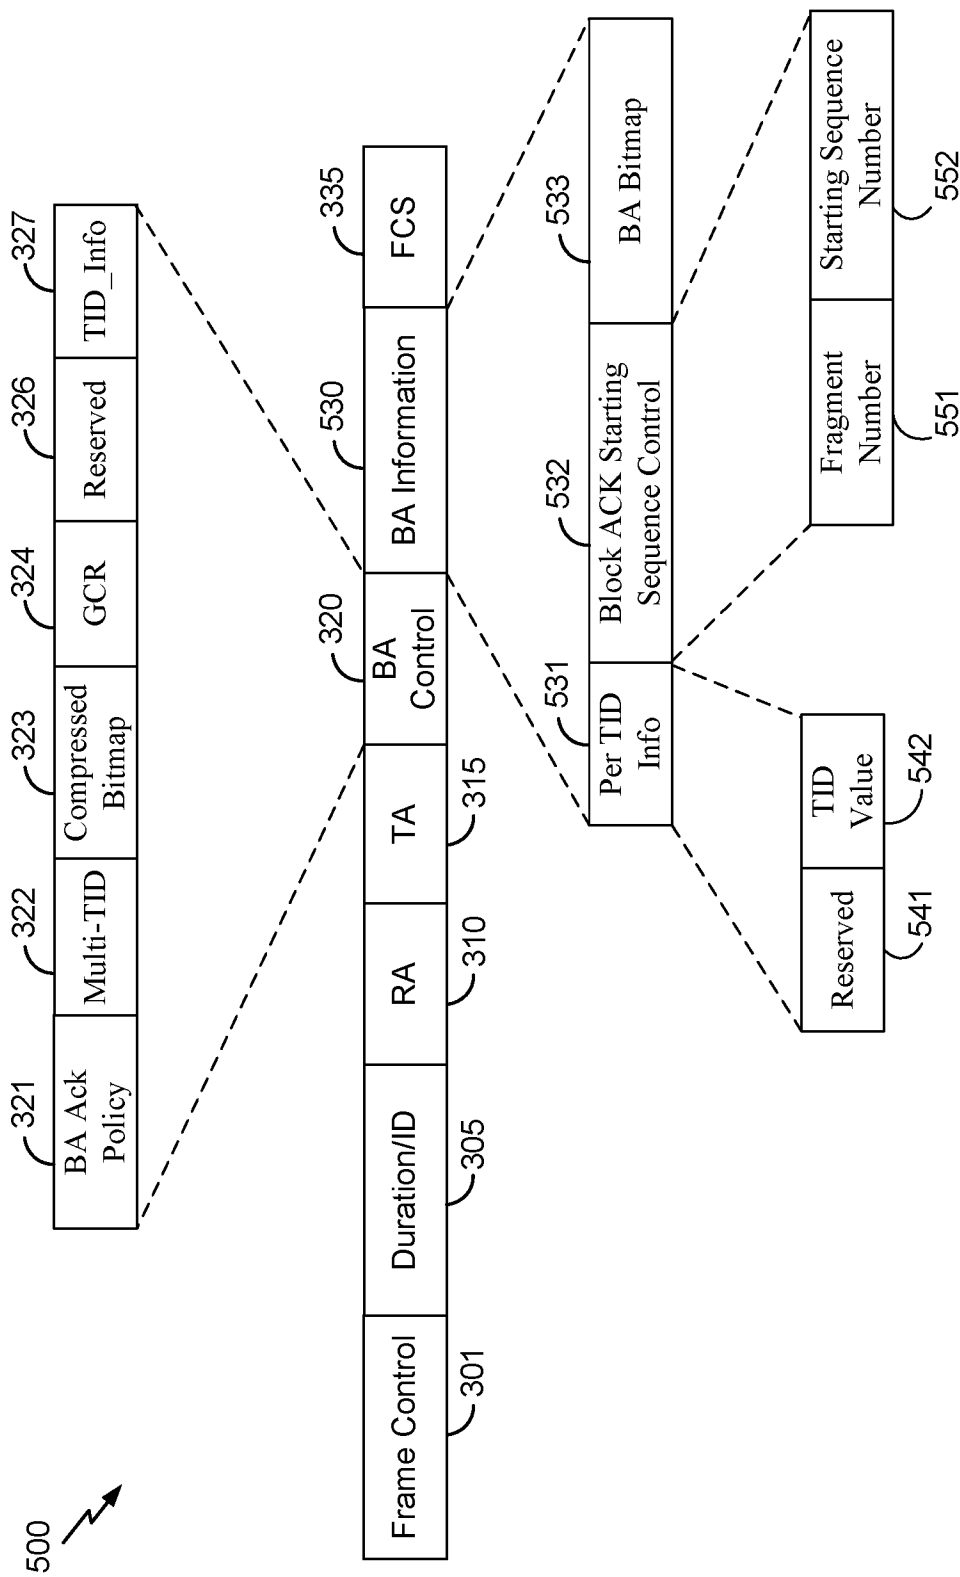 500
321
322
323
324
326
327
BA Ack
Policy
Multi-TID
Compressed
Bitmap
GCR
Reserved
TID_Info
320
530
335
Frame Control
Duration/ID
RA
TA
BA
Control
BA Information
FCS
301
305
310
315
531
532
533
Per TID
Info
Block ACK Starting
Sequence Control
BA Bitmap
Reserved
TID
Value
Fragment
Number
Starting Sequence
Number
541
542
551
552